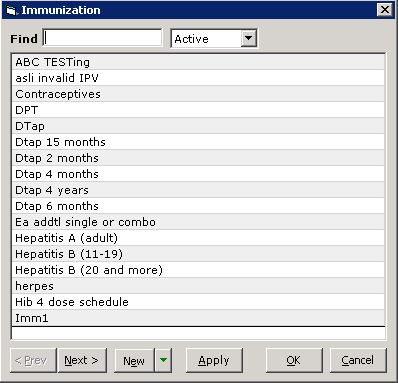 Immunization
Find Active
ABC TESTing
asli invalid IPV
Contraceptives
DPT
DTap
Dtap 15 months
Dtap 2 months
Dtap 4 months
Dtap 4 years
Dtap 6 months
Ea addtl single or combo
Hepatitis A (adult)
Hepatitis B (11-19)
Hepatitis B (20 and more)
herpes
Hib 4 dose schedule
Imm1
< Prev Next > New Apply OK Cancel